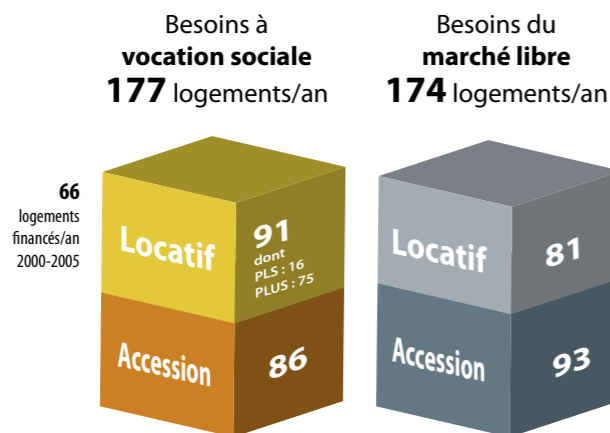 Besoins à
vocation sociale
177 logements/an
Besoins du
marché libre
174 logements/an
66
logements
financés/an
2000-2005
Locatif
91
dont
PLS : 16
PLUS : 75
Accession
86
Locatif
81
Accession
93